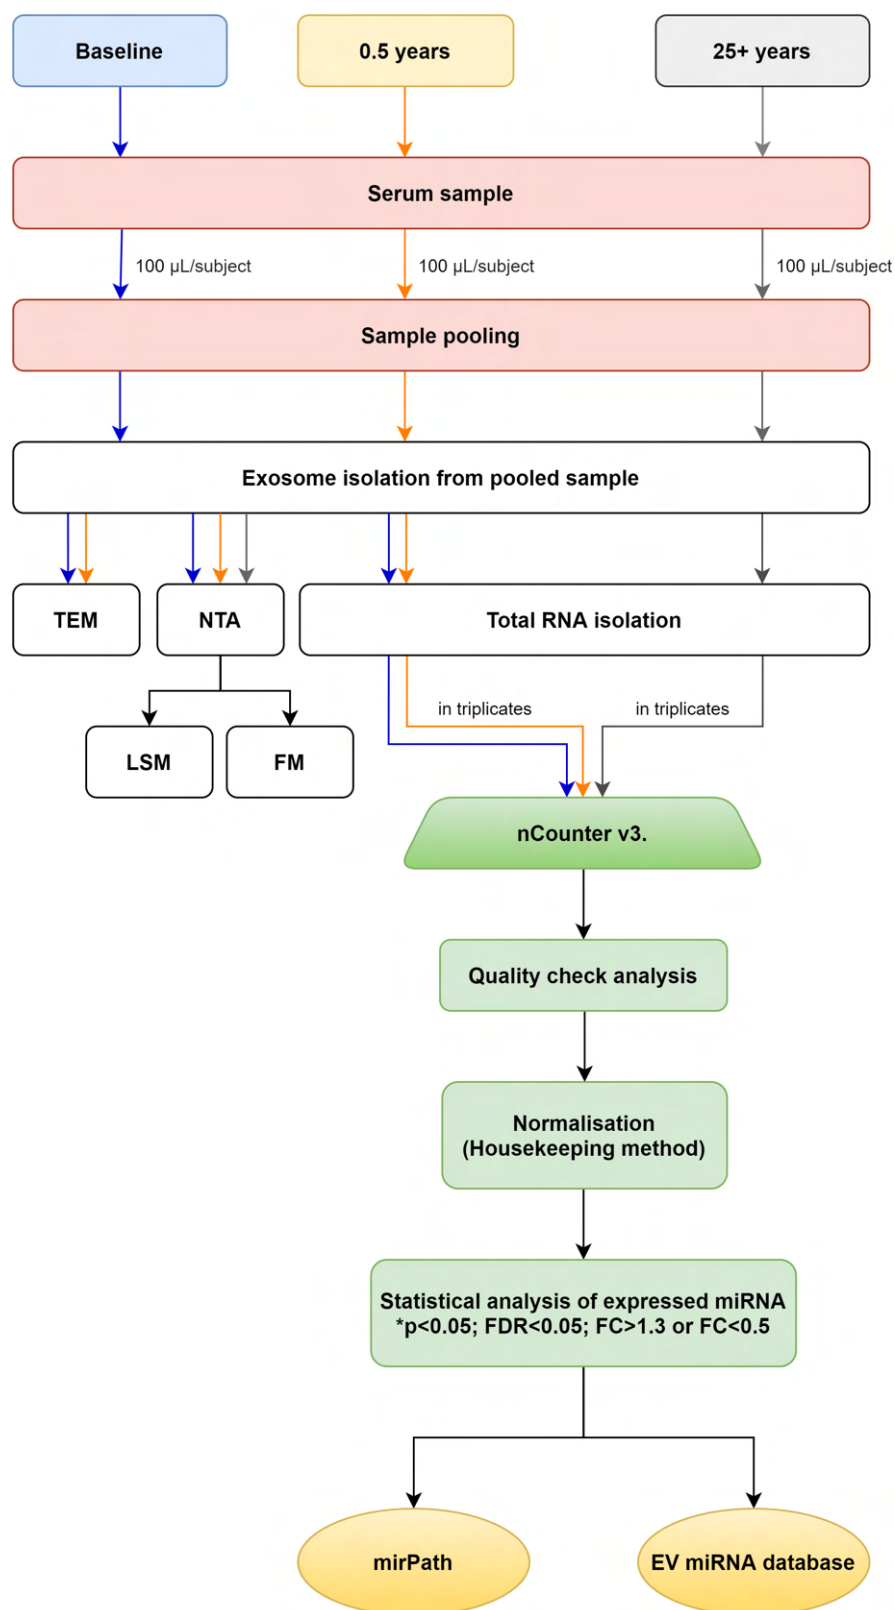 Baseline
0.5 years
25+ years
Serum sample
100 µL/subject
100 µL/subject
100 µL/subject
Sample pooling
Exosome isolation from pooled sample
TEM
NTA
Total RNA isolation
in triplicates
in triplicates
LSM
FM
nCounter v3.
Quality check analysis
Normalisation
(Housekeeping method)
Statistical analysis of expressed miRNA
*p<0.05; FDR<0.05; FC>1.3 or FC<0.5
mirPath
EV miRNA database